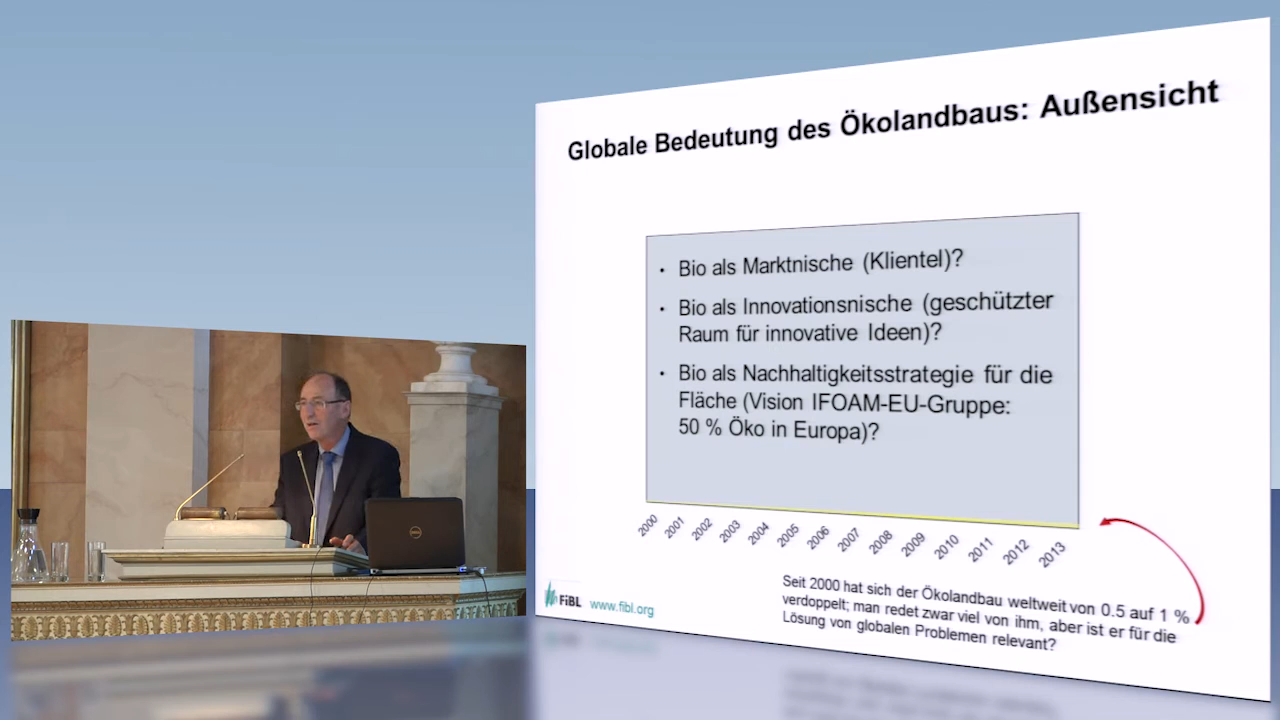 Globale Bedeutung des Ökolandbaus: Außensicht
• Bio als Marktnische (Klientel)?
• Bio als Innovationsnische (geschützter
Raum für innovative Ideen)?
• Bio als Nachhaltigkeitsstrategie für die
Fläche (Vision IFOAM-EU-Gruppe:
50 % Öko in Europa)?
2000 2001 2002 2003 2004 2005 2006 2007 2008 2009 2010 2011 2012 2013
Seit 2000 hat sich der Ökolandbau weltweit von 0.5 auf 1 %
verdoppelt; man redet zwar viel von ihm, aber ist er für die
Lösung von globalen Problemen relevant?
FiBL www.fibl.org
DELL